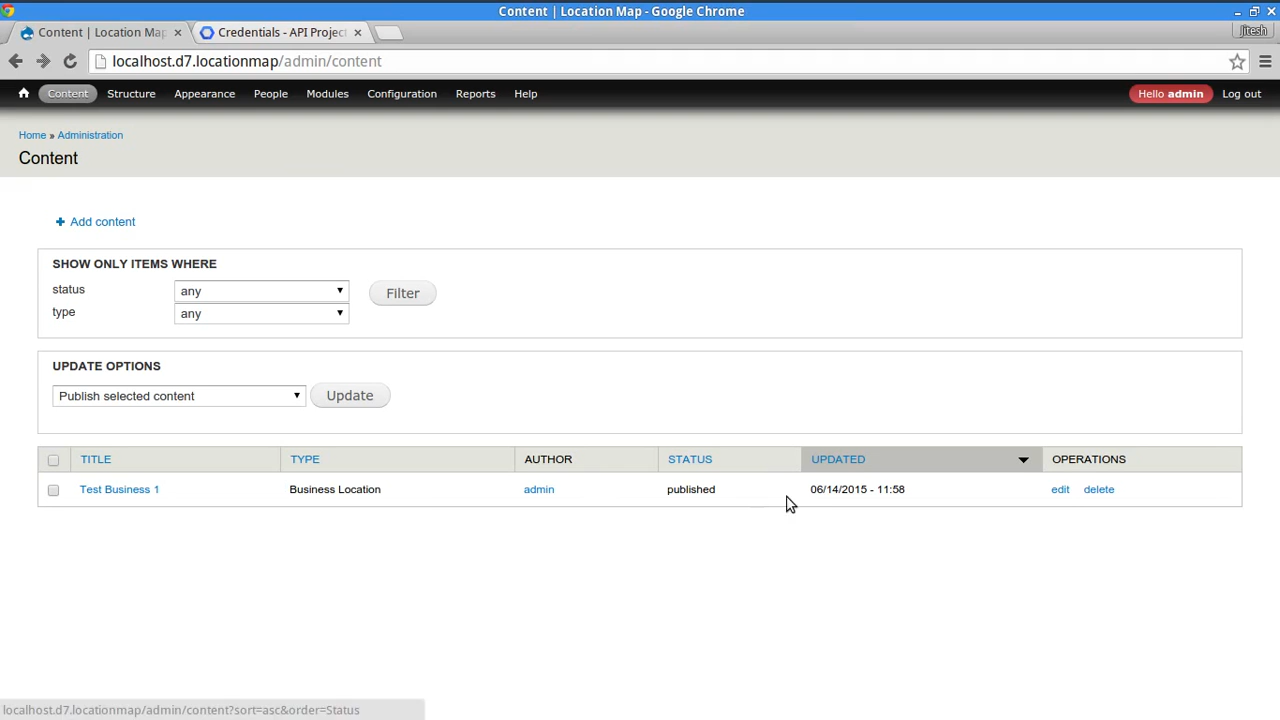 Content | Location Map - Google Chrome
Content | Location Map
Credentials - API Project
jitesh
localhost.d7.locationmap/admin/content
Content Structure Appearance People Modules Configuration Reports Help
Hello admin Log out
Home » Administration
Content
Add content
SHOW ONLY ITEMS WHERE
status any
Filter
type any
UPDATE OPTIONS
Publish selected content Update
TITLE TYPE AUTHOR STATUS UPDATED OPERATIONS
Test Business 1 Business Location admin published 06/14/2015 - 11:58 edit delete
localhost.d7.locationmap/admin/content?sort=asc&order=Status